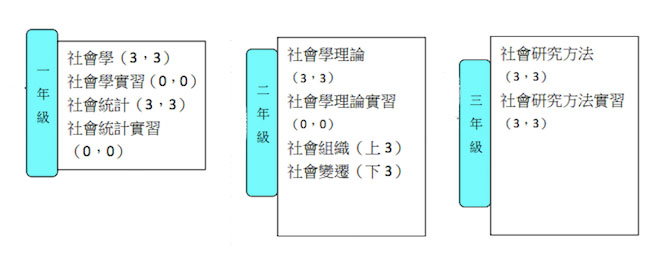 一年級
社會學（3，3）
社會學實習（0，0）
社會統計（3，3）
社會統計實習
（0，0）
二年級
社會學理論
（3，3）
社會學理論實習
（0，0）
社會組織（上 3）
社會變遷（下 3）
三年級
社會研究方法
（3，3）
社會研究方法實習
（3，3）